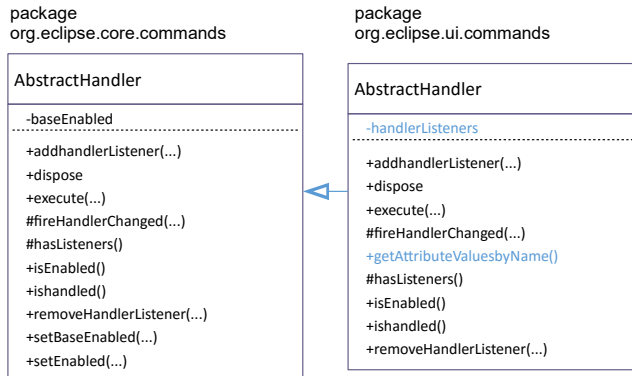 package
org.eclipse.core.commands
AbstractHandler
-baseEnabled
+addhandlerListener(...)
+dispose
+execute(...)
#fireHandlerChanged(...)
#hasListeners()
+isEnabled()
+ishandled()
+removeHandlerListener(...)
+setBaseEnabled(...)
+setEnabled(...)
package
org.eclipse.ui.commands
AbstractHandler
-handlerListeners
+addhandlerListener(...)
+dispose
+execute(...)
#fireHandlerChanged(...)
+getAttributeValuesbyName()
#hasListeners()
+isEnabled()
+ishandled()
+removeHandlerListener(...)